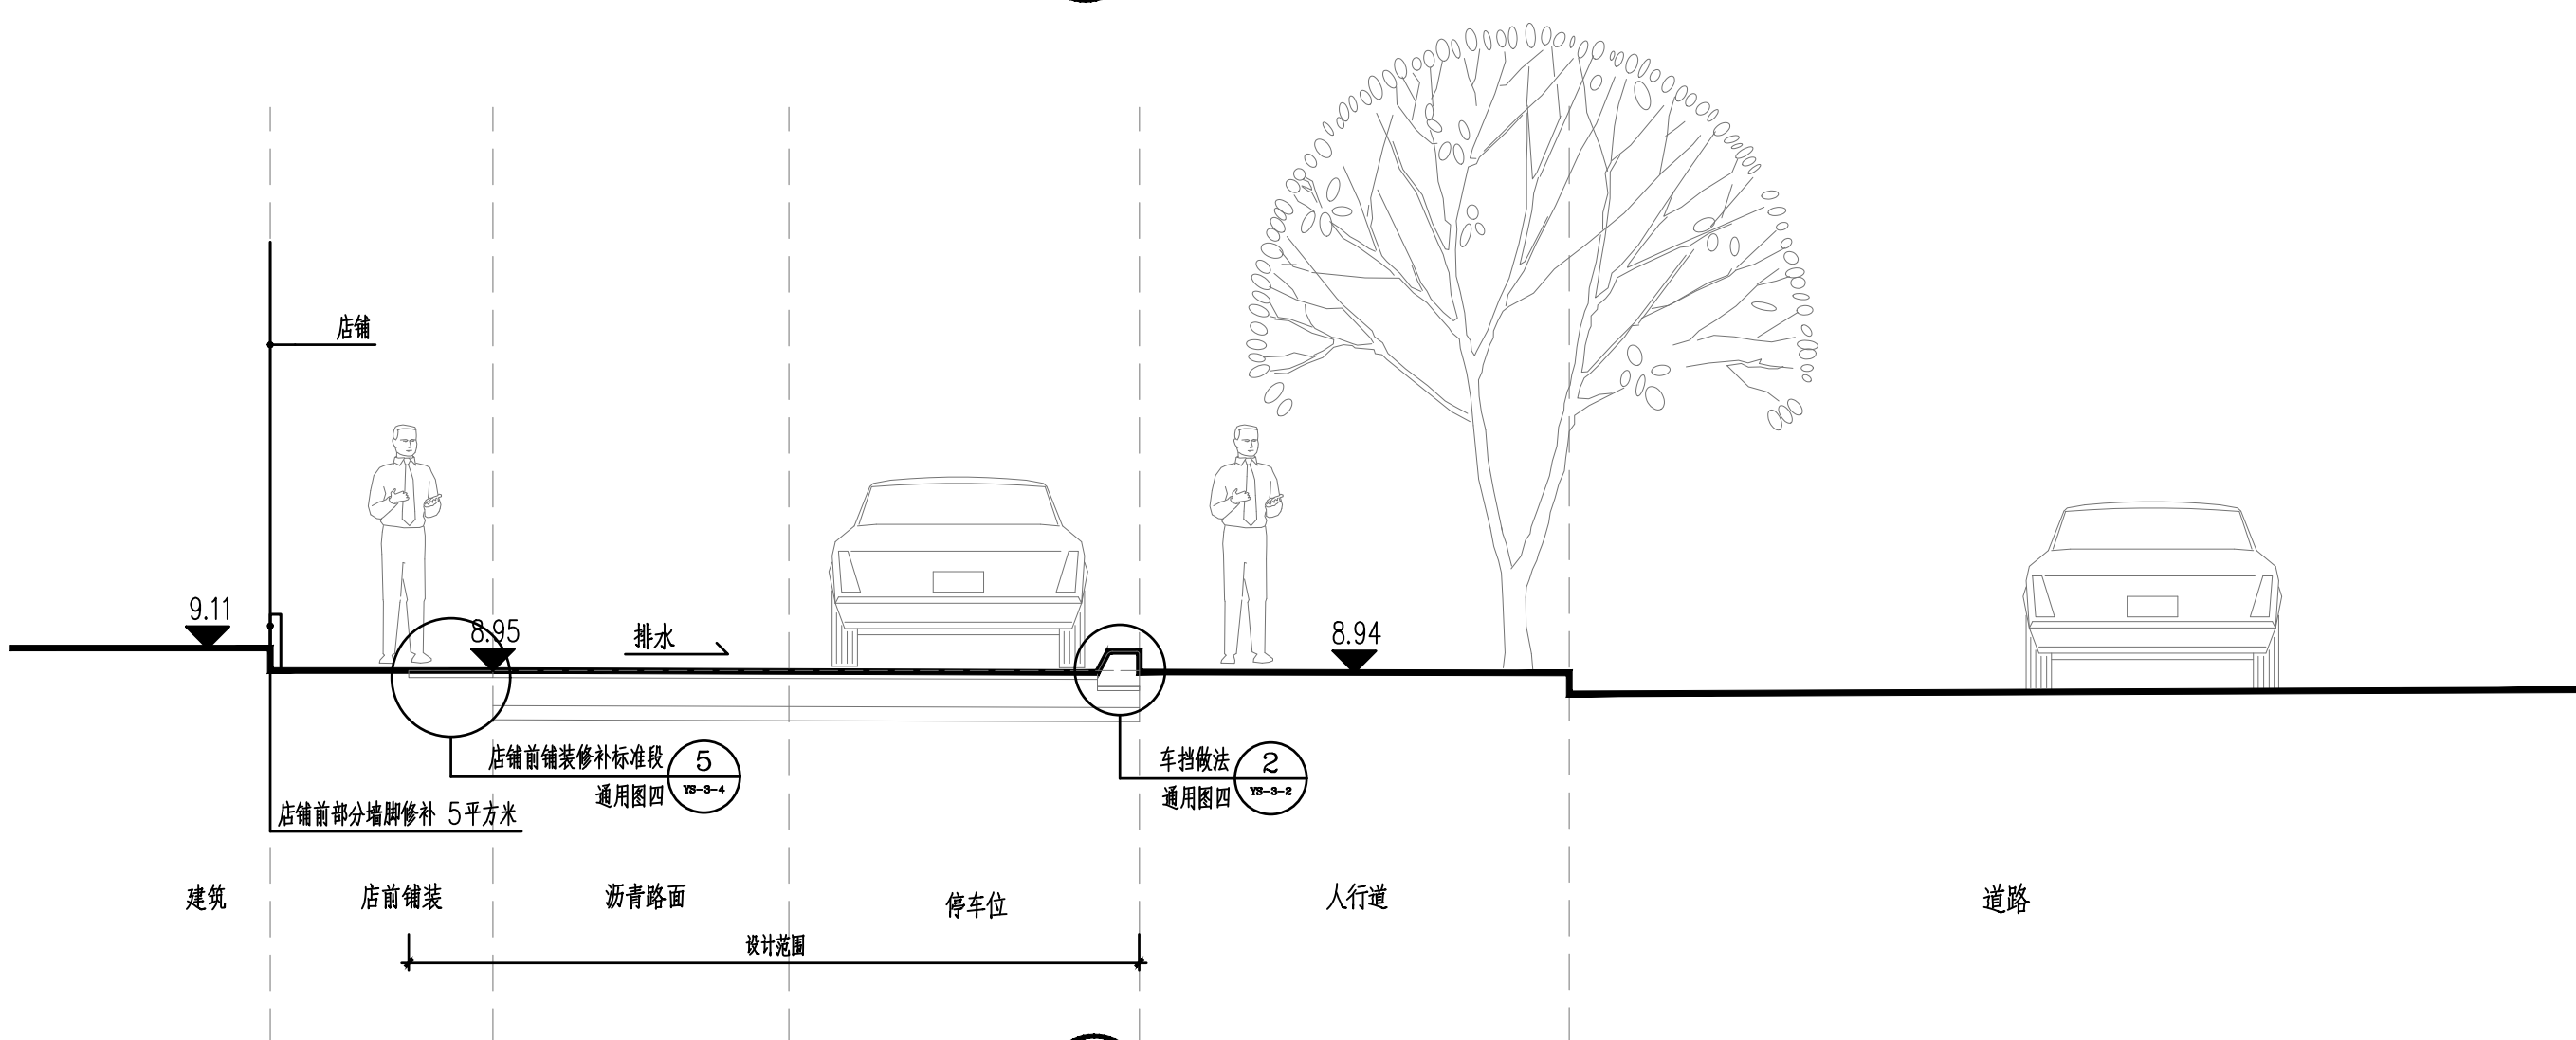 店铺
9.11
8.95
排水
8.94
店铺前铺装修补标准段
通用图四
5
YS-3-4
车挡做法
通用图四
2
YS-3-2
店铺前部分墙脚修补 5平方米
建筑
店前铺装
沥青路面
停车位
人行道
道路
设计范围